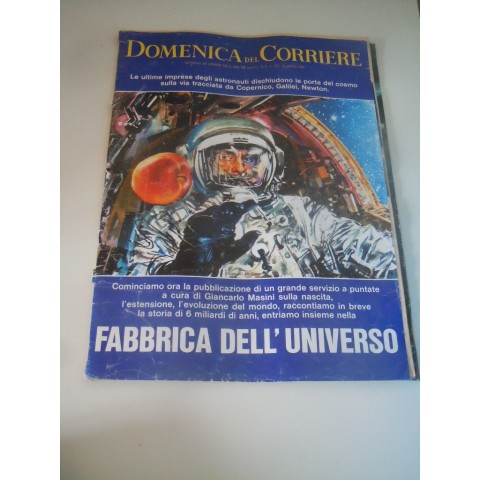 DOMENICA DEL CORRIERE
Le ultime imprese degli astronauti dischiudono le porte del cosmo
sulla via tracciata da Copernico, Galilei, Newton.
Cominciamo ora la pubblicazione di un grande servizio a puntate
a cura di Giancarlo Masini sulla nascita,
l'estensione, l'evoluzione del mondo, raccontiamo in breve
la storia di 6 miliardi di anni, entriamo insieme nella
FABBRICA DELL'UNIVERSO